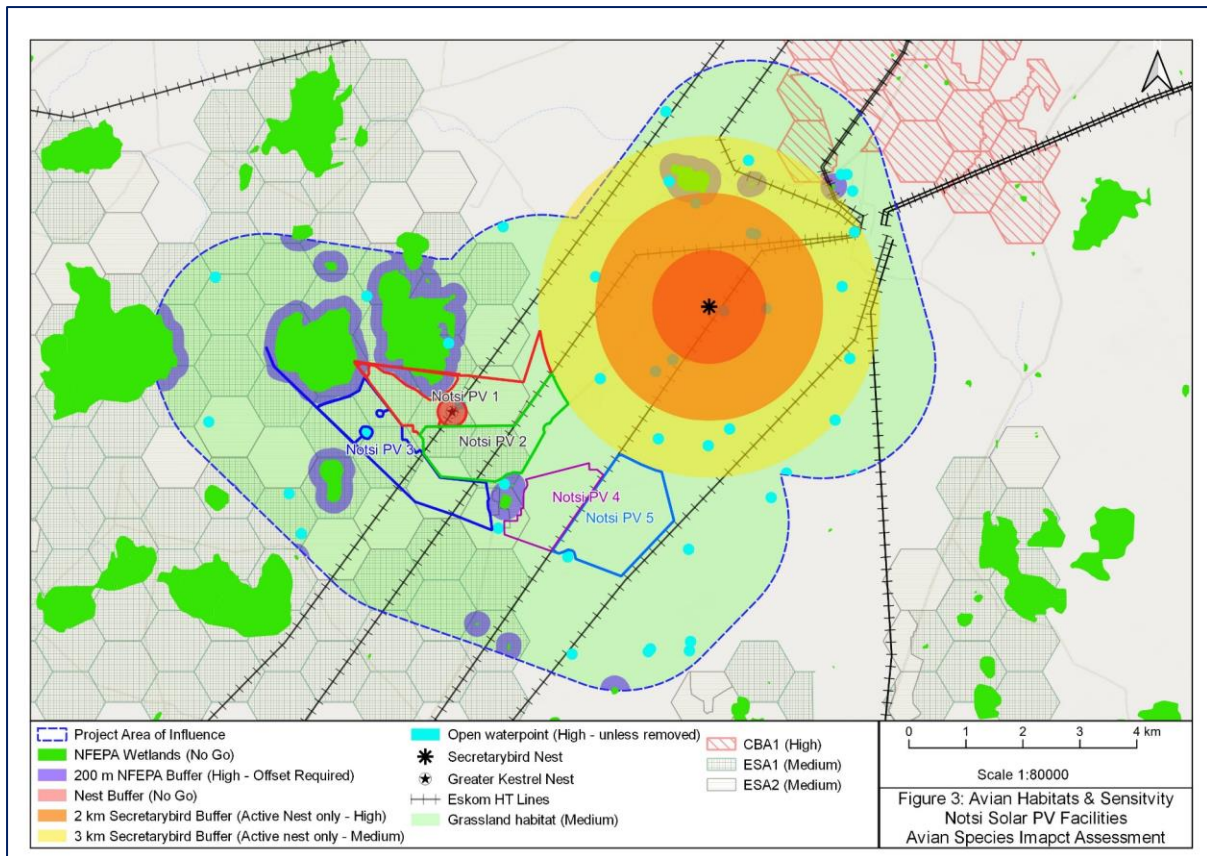 Notsi PV 1
Notsi PV 2
Notsi PV 3
Notsi PV 4
Notsi PV 5
Project Area of Influence
NFEPA Wetlands (No Go)
200 m NFEPA Buffer (High - Offset Required)
Nest Buffer (No Go)
2 km Secretarybird Buffer (Active Nest only - High)
3 km Secretarybird Buffer (Active nest only - Medium)
Open waterpoint (High - unless removed)
Secretarybird Nest
Greater Kestrel Nest
Eskom HT Lines
Grassland habitat (Medium)
CBA1 (High)
ESA1 (Medium)
ESA2 (Medium)
0 1 2 3 4 km
Scale 1:80000
Figure 3: Avian Habitats & Sensitvity
Notsi Solar PV Facilities
Avian Species Imapct Assessment